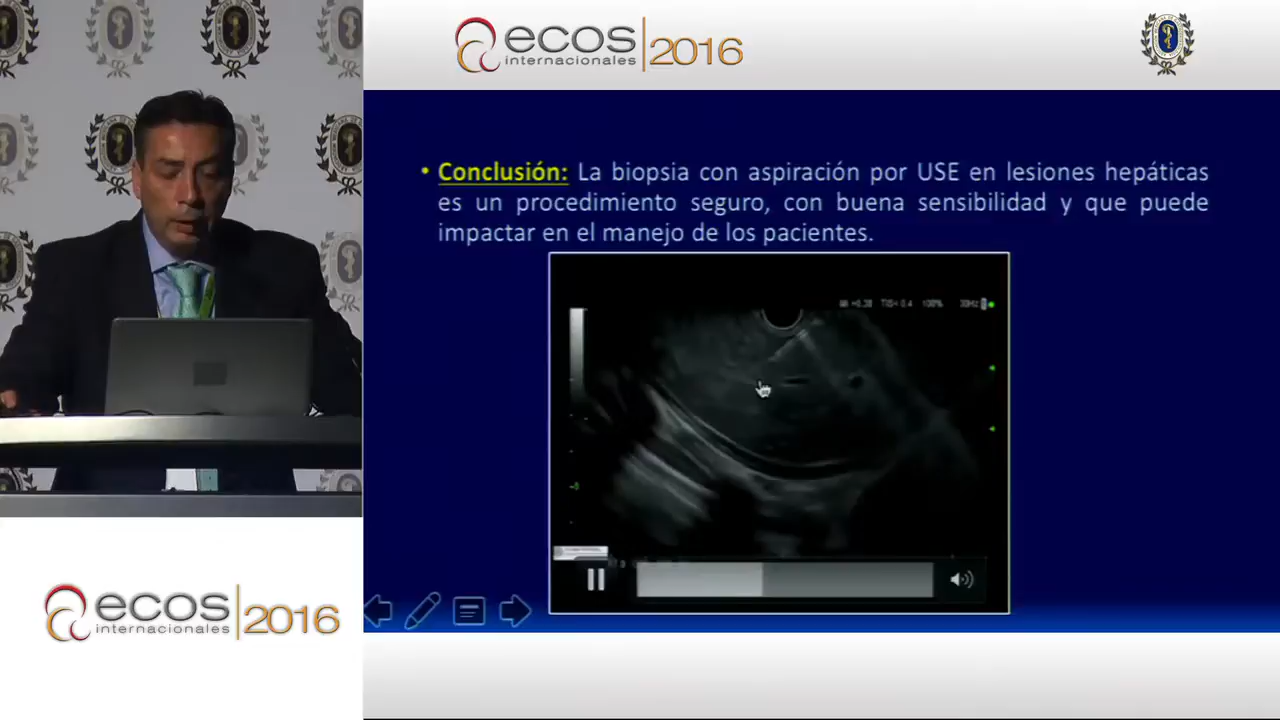 ecos
internacionales
2016
• Conclusión: La biopsia con aspiración por USE en lesiones hepáticas
es un procedimiento seguro, con buena sensibilidad y que puede
impactar en el manejo de los pacientes.
100%
ecos
internacionales
2016